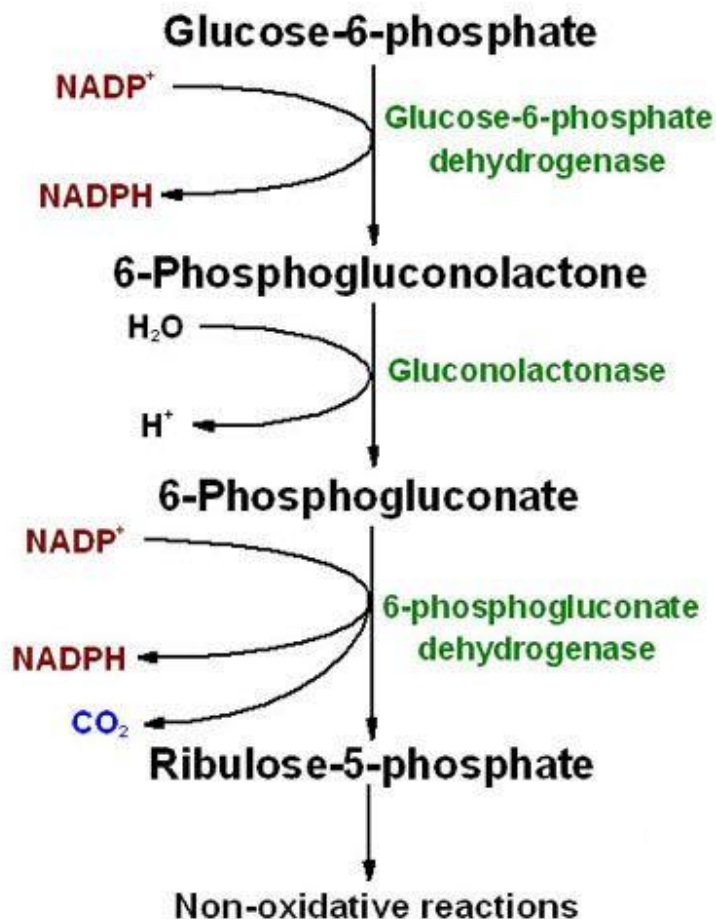 Glucose-6-phosphate
NADP⁺
Glucose-6-phosphate
dehydrogenase
NADPH
6-Phosphogluconolactone
H₂O
Gluconolactonase
H⁺
6-Phosphogluconate
NADP⁺
6-phosphogluconate
dehydrogenase
NADPH
CO₂
Ribulose-5-phosphate
Non-oxidative reactions